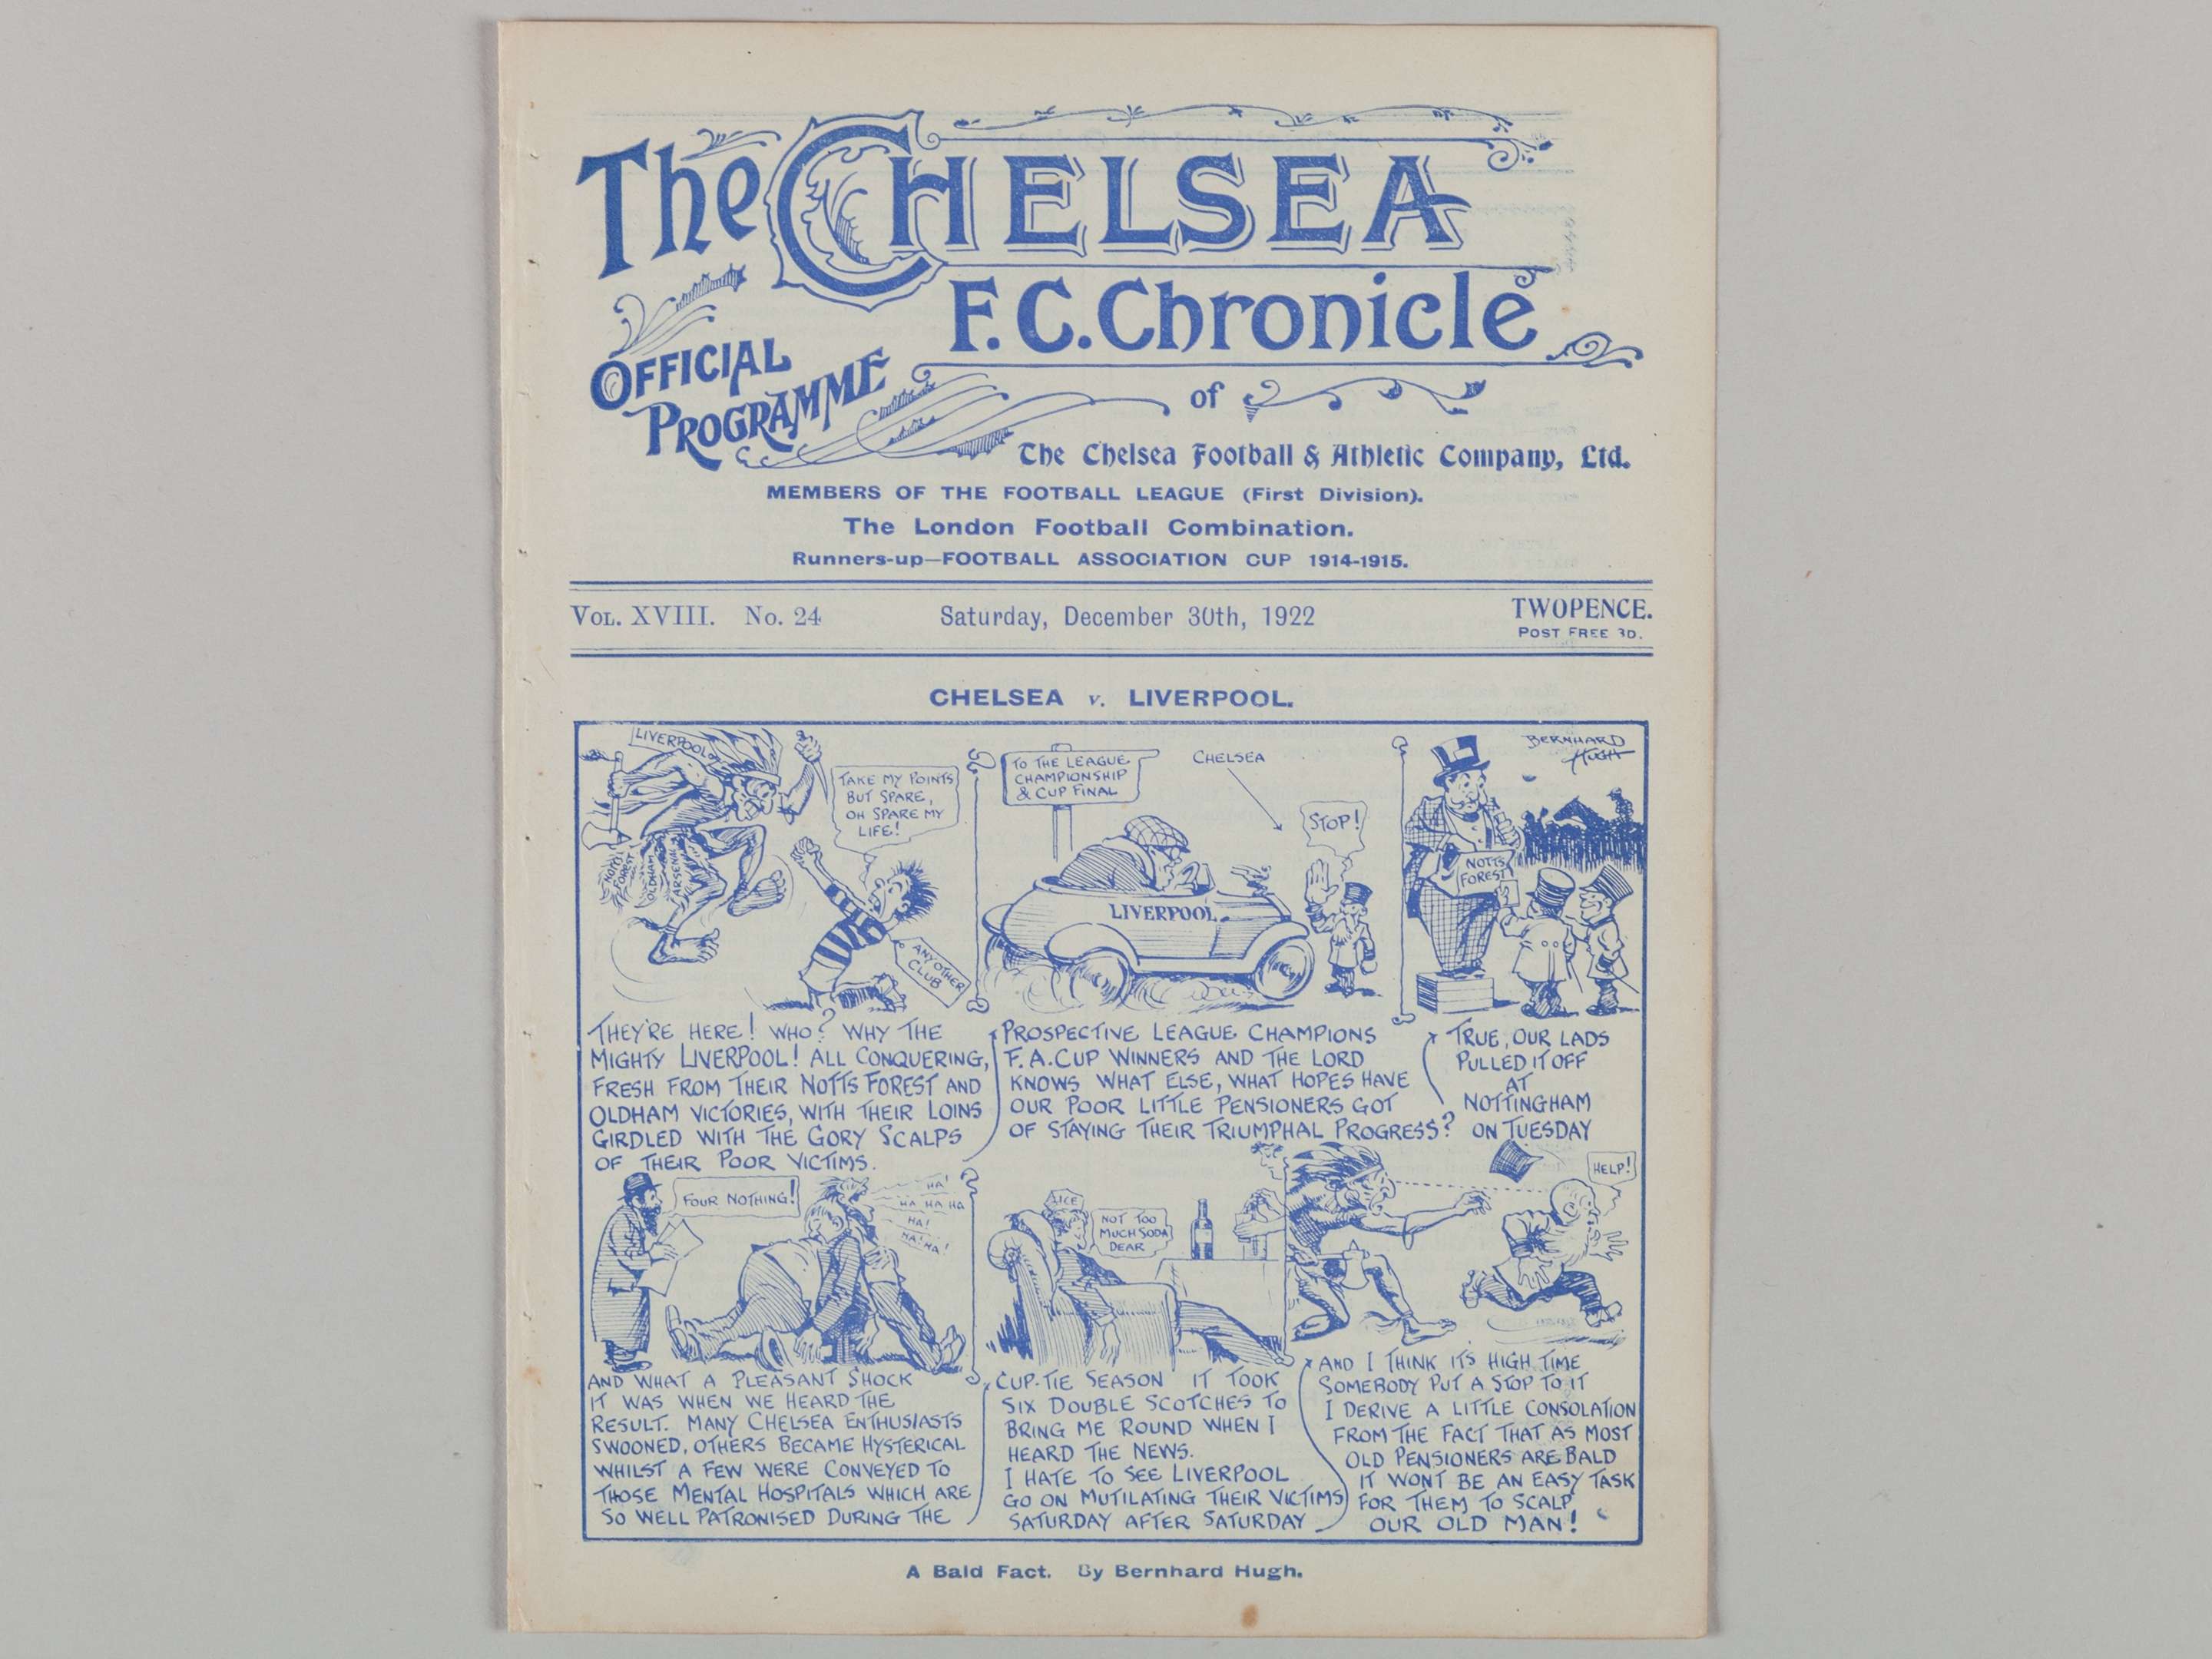 The CHELSEA
F.C. Chronicle
OFFICIAL
PROGRAMME
of
The Chelsea Football & Athletic Company, Ltd.
MEMBERS OF THE FOOTBALL LEAGUE (First Division).
The London Football Combination.
Runners-up—FOOTBALL ASSOCIATION CUP 1914-1915.
VOL. XVIII. No. 24
Saturday, December 30th, 1922
TWOPENCE.
POST FREE 3D.
CHELSEA v. LIVERPOOL.
LIVERPOOL
TAKE MY POINTS
BUT SPARE,
OH SPARE MY
LIFE!
NOTTS
FOREST
OLDHAM
ARSENAL
ANY OTHER
CLUB
TO THE LEAGUE
CHAMPIONSHIP
& CUP FINAL
CHELSEA
STOP!
LIVERPOOL
BERNHARD
HUGH
NOTTS
FOREST
THEY'RE HERE! WHO? WHY THE
MIGHTY LIVERPOOL! ALL CONQUERING,
FRESH FROM THEIR NOTTS FOREST AND
OLDHAM VICTORIES, WITH THEIR LOINS
GIRDLED WITH THE GORY SCALPS
OF THEIR POOR VICTIMS.
PROSPECTIVE LEAGUE CHAMPIONS
F.A. CUP WINNERS AND THE LORD
KNOWS WHAT ELSE, WHAT HOPES HAVE
OUR POOR LITTLE PENSIONERS GOT
OF STAYING THEIR TRIUMPHAL PROGRESS?
TRUE, OUR LADS
PULLED IT OFF
AT
NOTTINGHAM
ON TUESDAY
FOUR NOTHING!
HA!
HA HA HA
HA!
HA! HA!
ICE
NOT TOO
MUCH SODA
DEAR
HELP!
AND WHAT A PLEASANT SHOCK
IT WAS WHEN WE HEARD THE
RESULT. MANY CHELSEA ENTHUSIASTS
SWOONED, OTHERS BECAME HYSTERICAL
WHILST A FEW WERE CONVEYED TO
THOSE MENTAL HOSPITALS WHICH ARE
SO WELL PATRONISED DURING THE
CUP-TIE SEASON IT TOOK
SIX DOUBLE SCOTCHES TO
BRING ME ROUND WHEN I
HEARD THE NEWS.
I HATE TO SEE LIVERPOOL
GO ON MUTILATING THEIR VICTIMS
SATURDAY AFTER SATURDAY
AND I THINK ITS HIGH TIME
SOMEBODY PUT A STOP TO IT
I DERIVE A LITTLE CONSOLATION
FROM THE FACT THAT AS MOST
OLD PENSIONERS ARE BALD
IT WONT BE AN EASY TASK
FOR THEM TO SCALP
OUR OLD MAN!
A Bald Fact. By Bernhard Hugh.